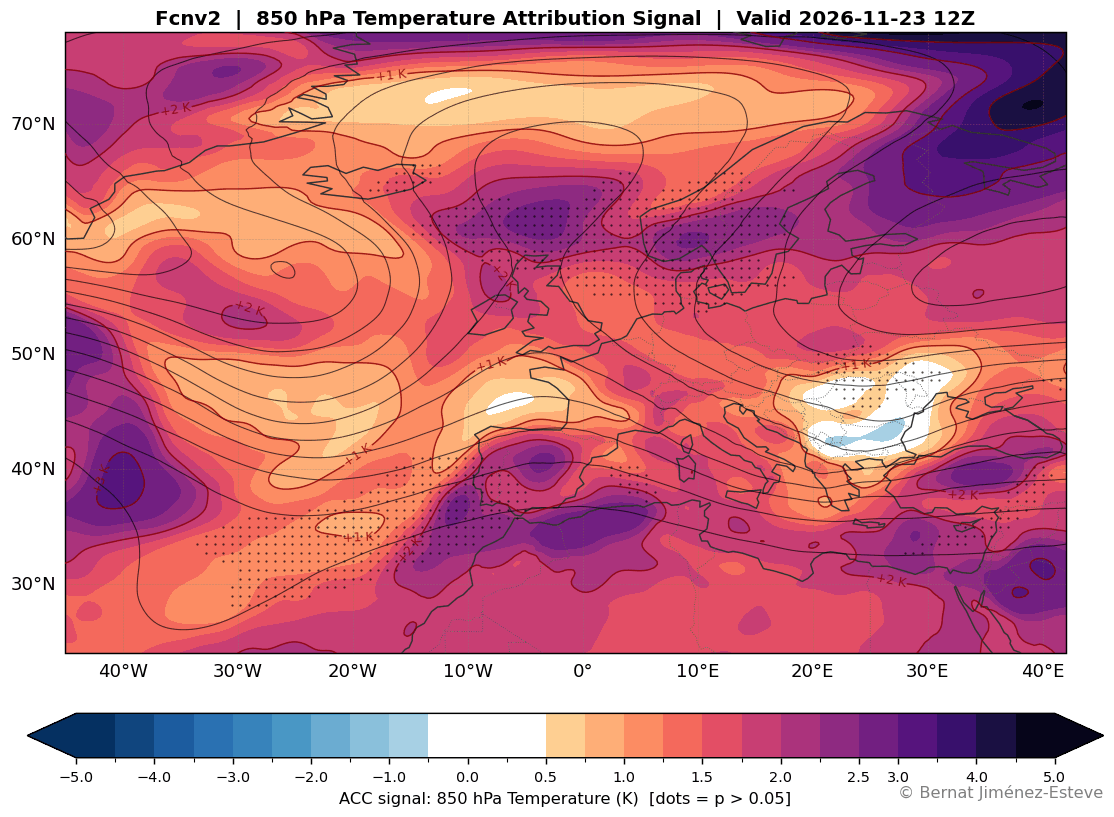 Fcnv2 | 850 hPa Temperature Attribution Signal | Valid 2026-11-23 12Z
+1 K
+2 K
70°N
60°N
+2 K
+2 K
50°N
+1 K
+1 K
+1 K
40°N
+2 K
+1 K
+2 K
30°N
+2 K
40°W 30°W 20°W 10°W 0° 10°E 20°E 30°E 40°E
−5.0 −4.0 −3.0 −2.0 −1.0 0.0 0.5 1.0 1.5 2.0 2.5 3.0 4.0 5.0
ACC signal: 850 hPa Temperature (K) [dots = p > 0.05]
© Bernat Jiménez-Esteve